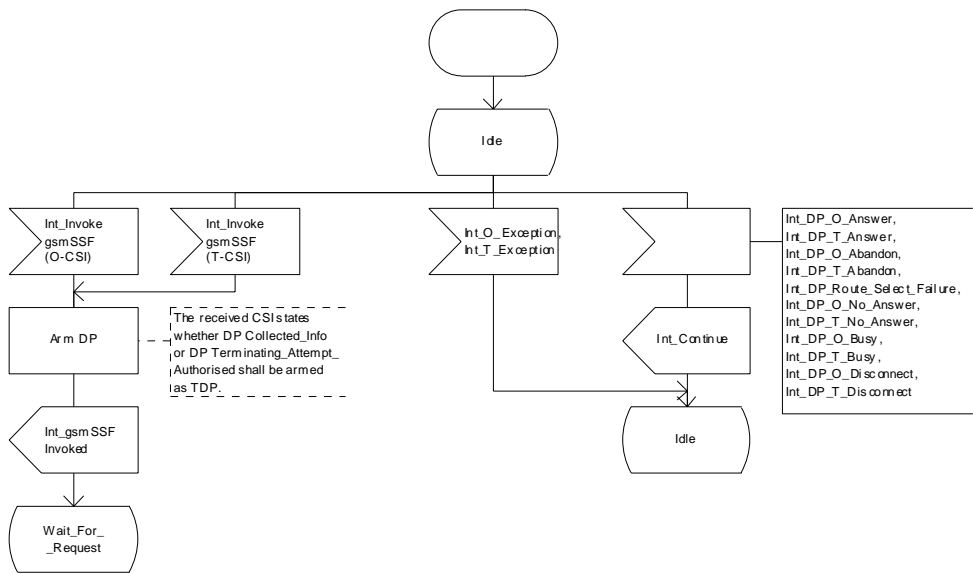 Idle
Int_Invoke
gsmSSF
(O-CSI)
Int_Invoke
gsmSSF
(T-CSI)
Int_O_Exception,
Int_T_Exception
Int_DP_O_Answer,
Int_DP_T_Answer,
Int_DP_O_Abandon,
Int_DP_T_Abandon,
Int_DP_Route_Select_Failure,
Int_DP_O_No_Answer,
Int_DP_T_No_Answer,
Int_DP_O_Busy,
Int_DP_T_Busy,
Int_DP_O_Disconnect,
Int_DP_T_Disconnect
Arm DP
The received CSI states
whether DP Collected_Info
or DP Terminating_Attempt_
Authorised shall be armed
as TDP.
Int_Continue
Int_gsmSSF
Invoked
Idle
Wait_For_
_Request